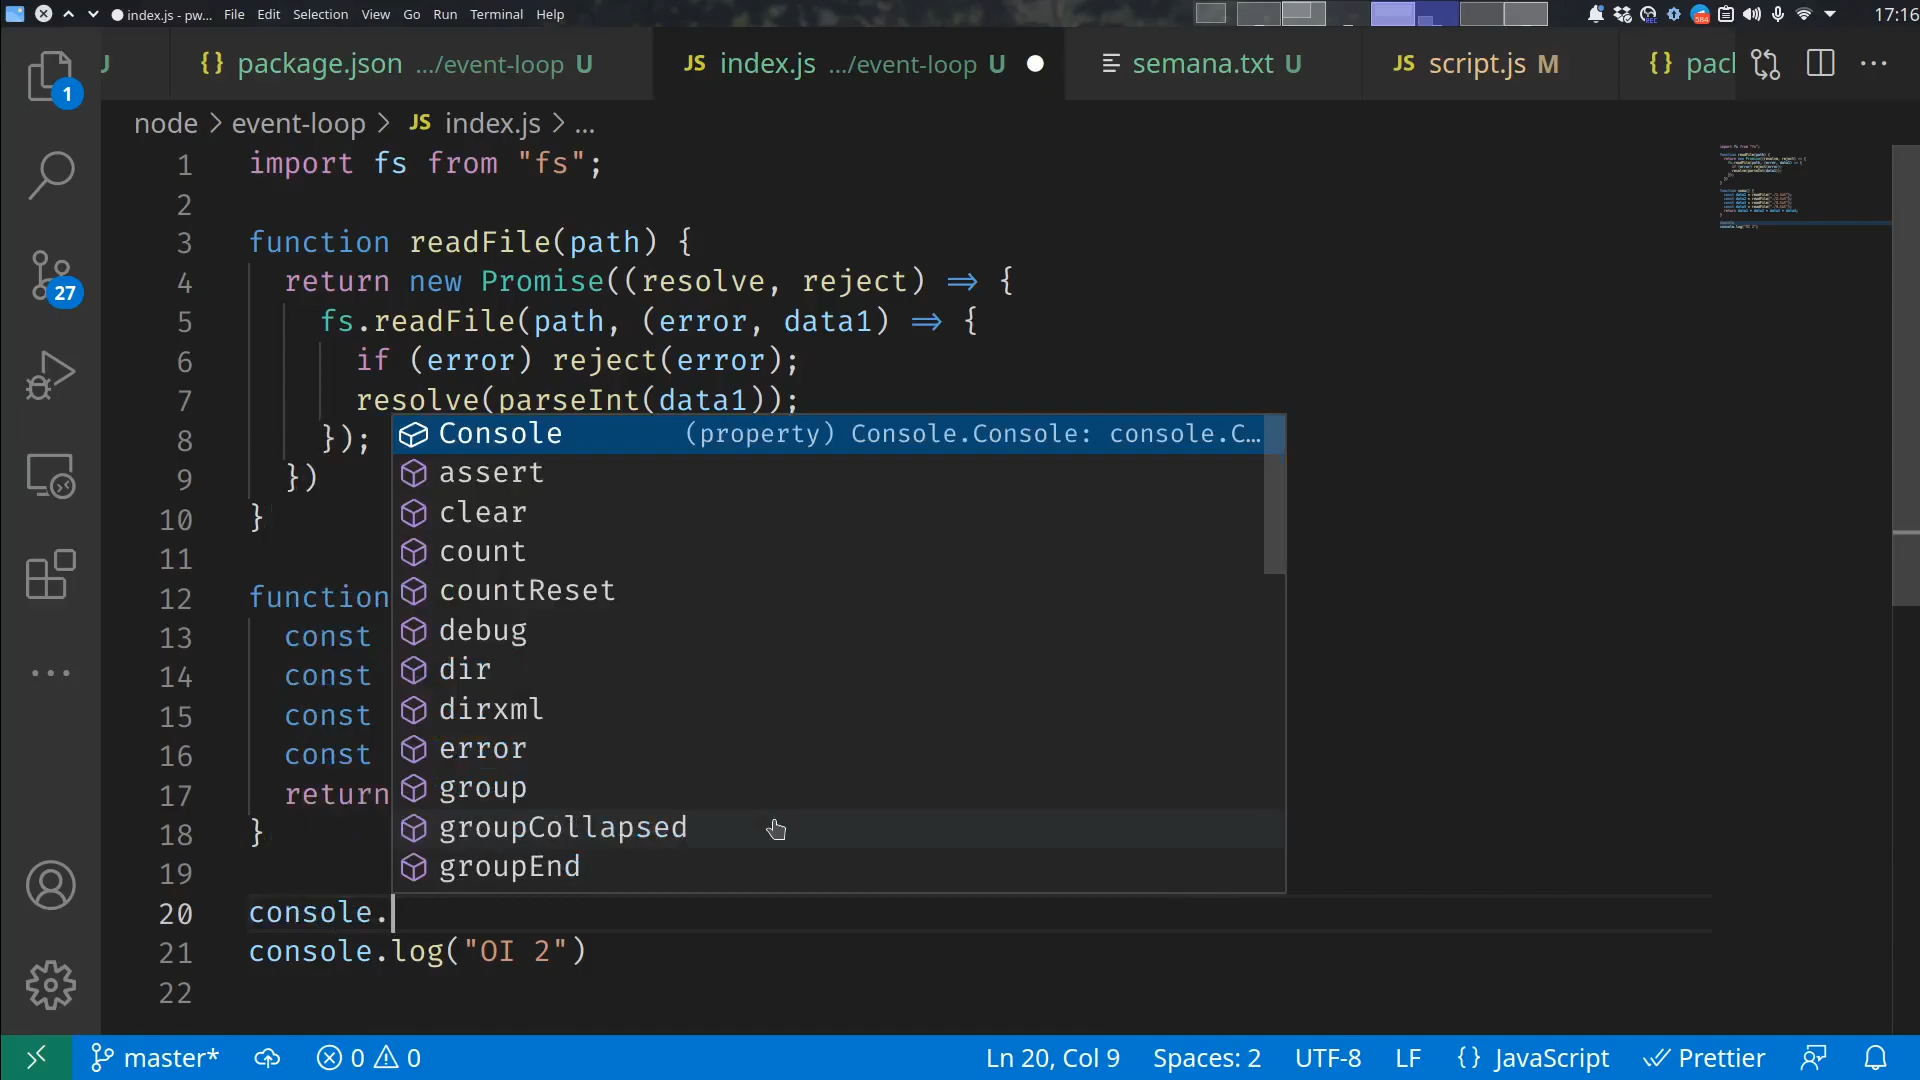 index.js - pw... File Edit Selection View Go Run Terminal Help 584 17:16
{} package.json .../event-loop U JS index.js .../event-loop U semana.txt U JS script.js M {} pacl
node > event-loop > JS index.js > ...
1 import fs from "fs";
2
3 function readFile(path) {
4 return new Promise((resolve, reject) => {
5 fs.readFile(path, (error, data1) => {
6 if (error) reject(error);
7 resolve(parseInt(data1));
8 });
9 })
10 }
11
12 function
13 const
14 const
15 const
16 const
17 return
18 }
19
20 console.
21 console.log("OI 2")
22
Console (property) Console.Console: console.C...
assert
clear
count
countReset
debug
dir
dirxml
error
group
groupCollapsed
groupEnd
1
27
master* 0 0 Ln 20, Col 9 Spaces: 2 UTF-8 LF {} JavaScript Prettier